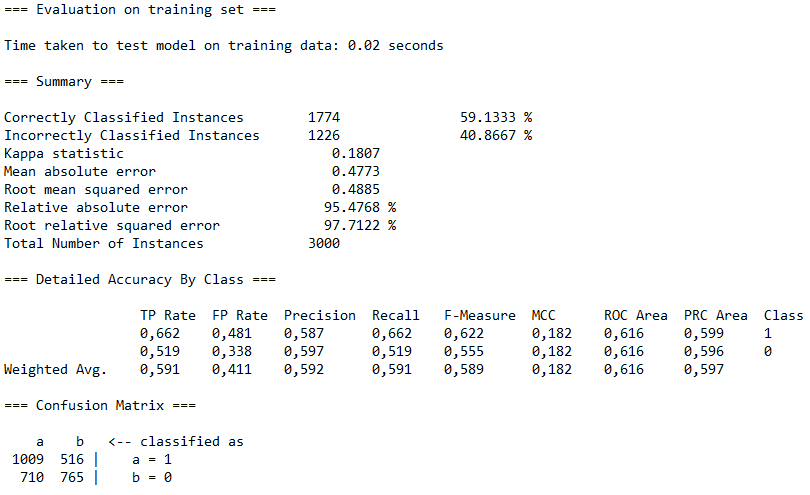 === Evaluation on training set ===
Time taken to test model on training data: 0.02 seconds
=== Summary ===
Correctly Classified Instances        1774               59.1333 %
Incorrectly Classified Instances      1226               40.8667 %
Kappa statistic                          0.1807
Mean absolute error                      0.4773
Root mean squared error                  0.4885
Relative absolute error                 95.4768 %
Root relative squared error             97.7122 %
Total Number of Instances             3000
=== Detailed Accuracy By Class ===
                 TP Rate  FP Rate  Precision  Recall   F-Measure  MCC      ROC Area  PRC Area  Class
                 0,662    0,481    0,587      0,662    0,622      0,182    0,616     0,599     1
                 0,519    0,338    0,597      0,519    0,555      0,182    0,616     0,596     0
Weighted Avg.    0,591    0,411    0,592      0,591    0,589      0,182    0,616     0,597
=== Confusion Matrix ===
    a    b   <-- classified as
 1009  516 |    a = 1
  710  765 |    b = 0